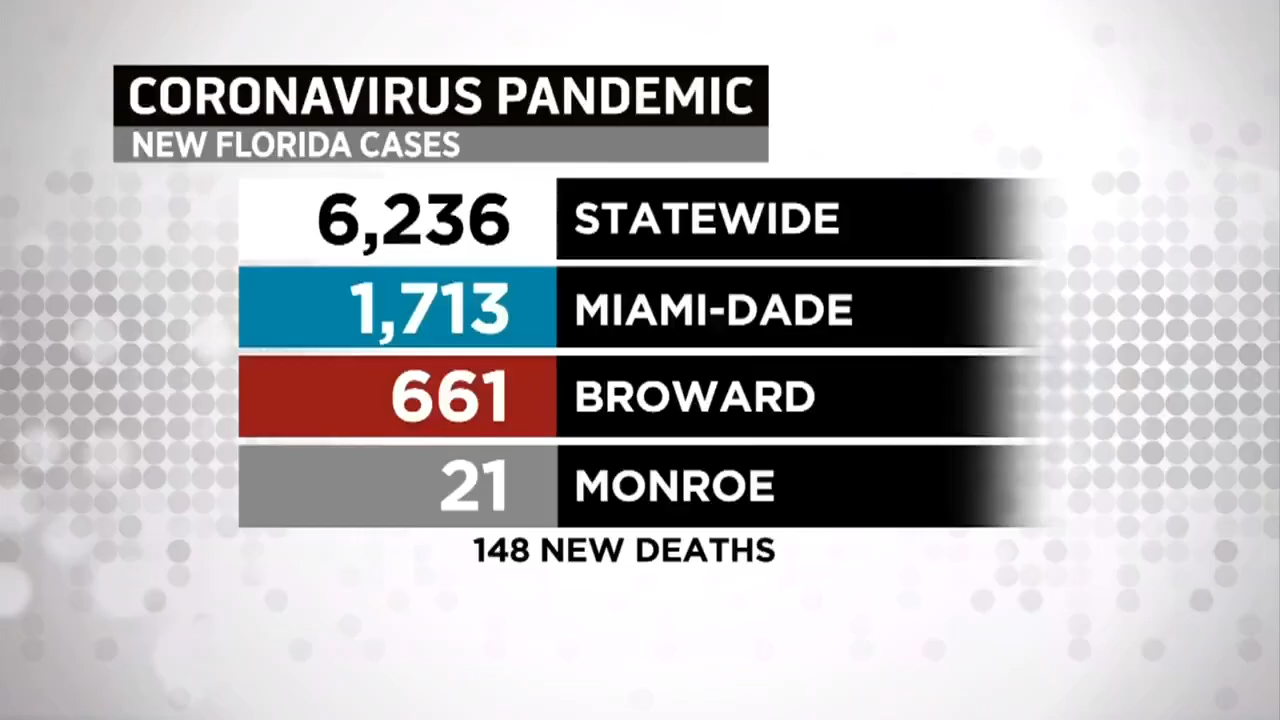 CORONAVIRUS PANDEMIC
NEW FLORIDA CASES
6,236 STATEWIDE
1,713 MIAMI-DADE
661 BROWARD
21 MONROE
148 NEW DEATHS